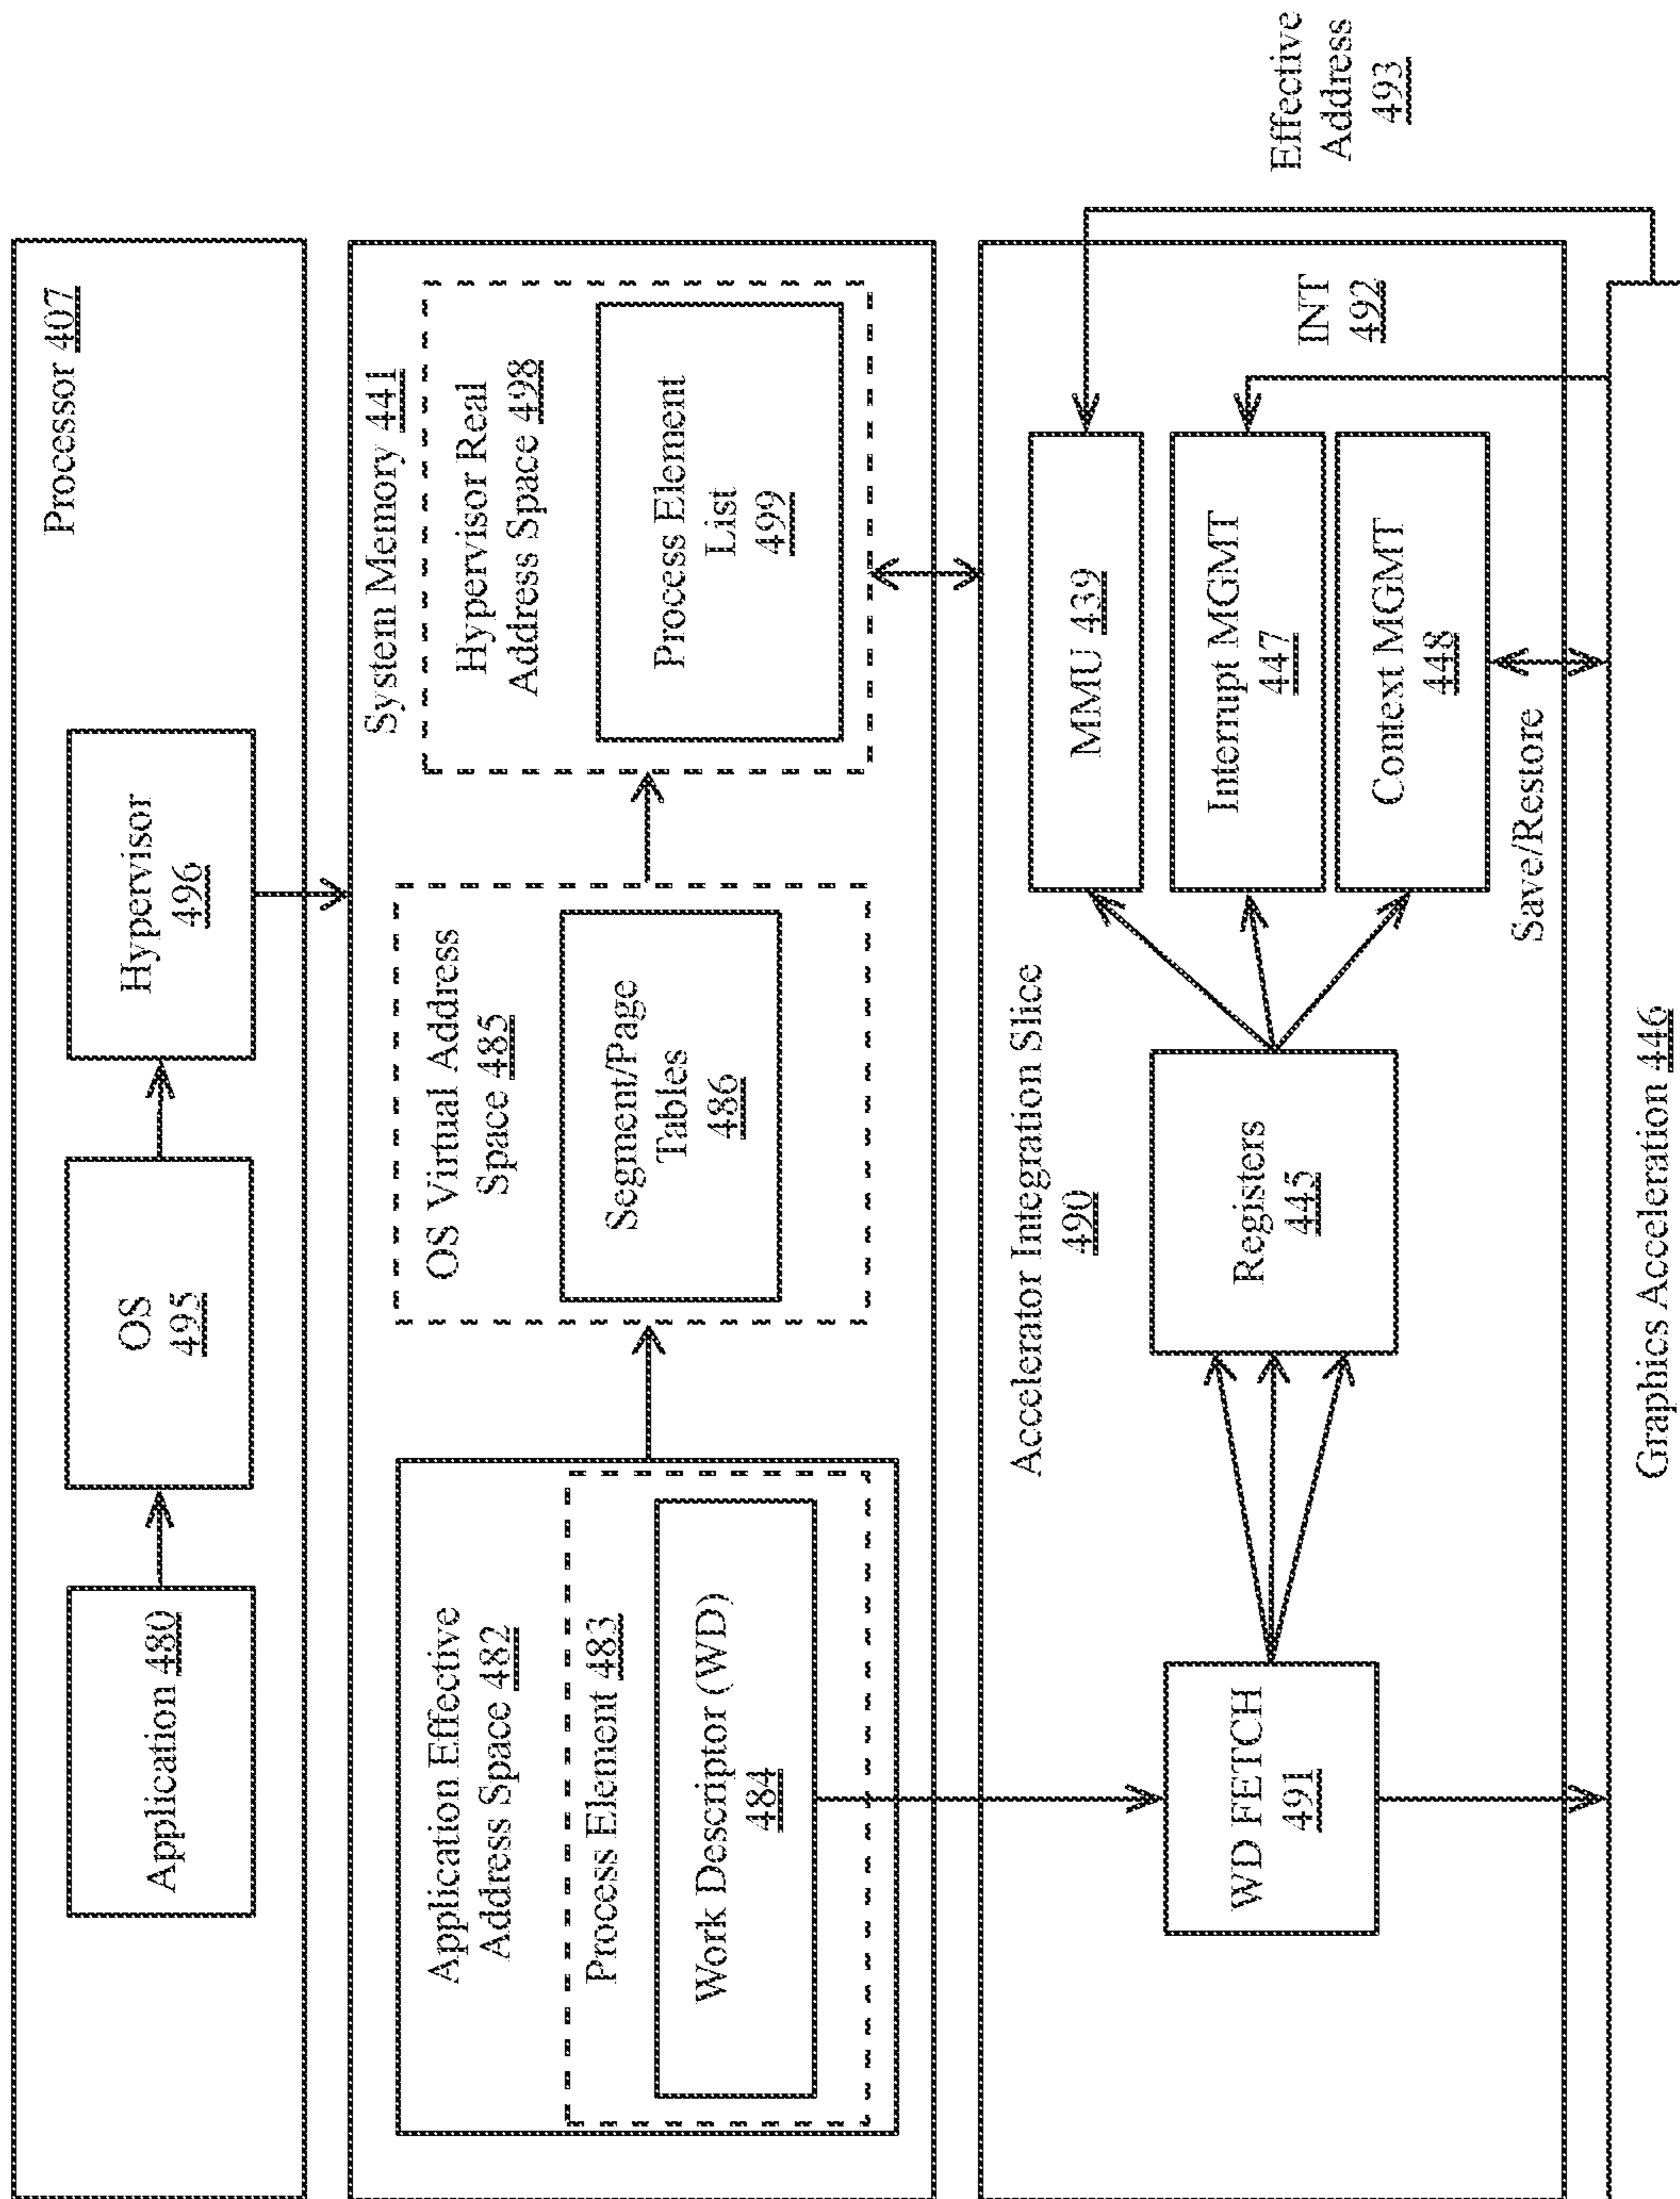 Processor 407
Application 480
OS
495
Hypervisor
496
System Memory 441
Application Effective
Address Space 482
Process Element 483
Work Descriptor (WD)
484
OS Virtual Address
Space 485
Segment/Page
Tables
486
Hypervisor Real
Address Space 498
Process Element
List
499
Accelerator Integration Slice
490
WD FETCH
491
Registers
445
MMU 439
Interrupt MGMT
447
Context MGMT
448
INT
492
Save/Restore
Effective
Address
493
Graphics Acceleration 446